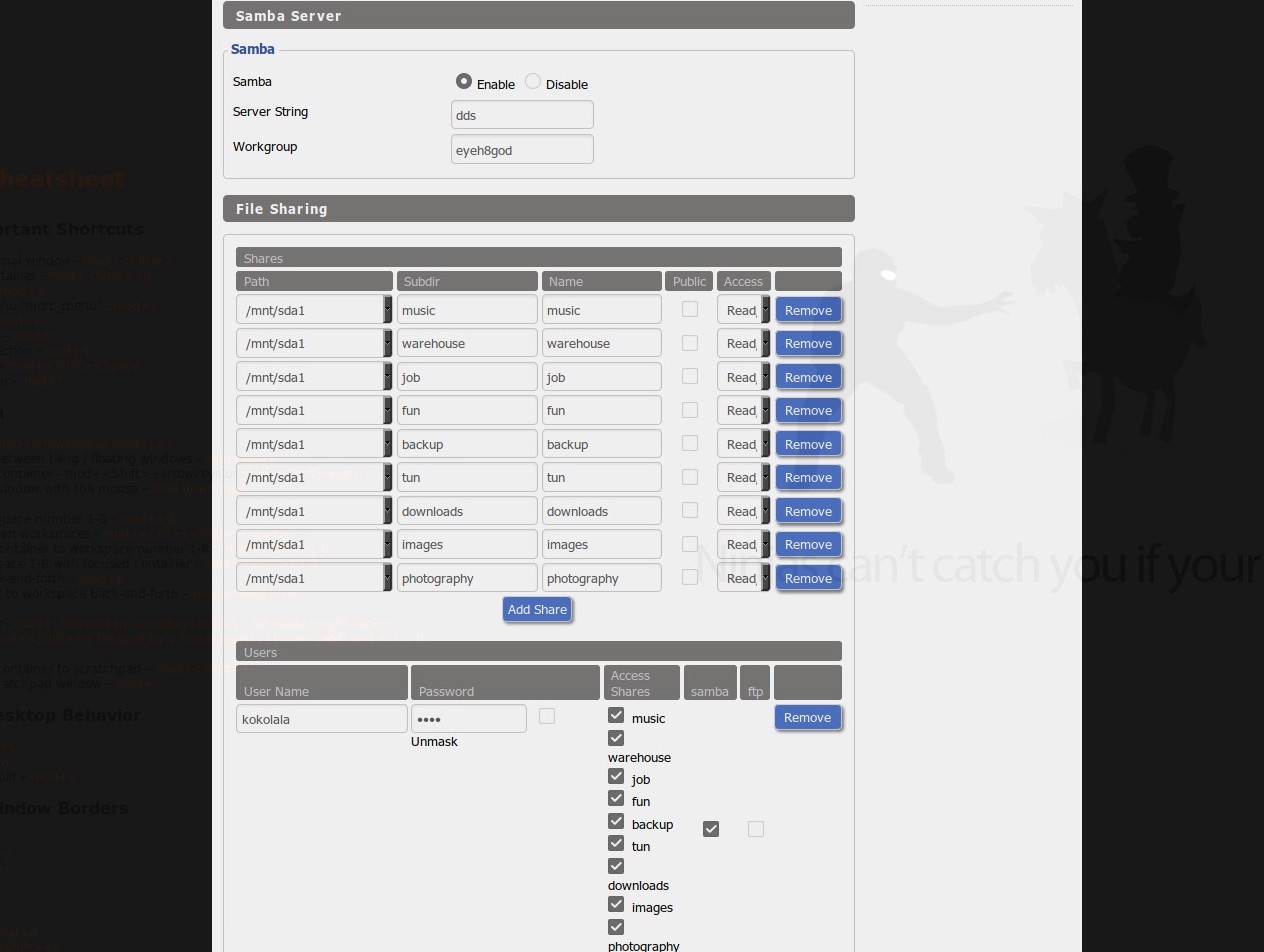 Samba Server
Samba
Samba Enable Disable
Server String dds
Workgroup eyeh8god
File Sharing
Shares
Path Subdir Name Public Access
/mnt/sda1 music music Read, Remove
/mnt/sda1 warehouse warehouse Read, Remove
/mnt/sda1 job job Read, Remove
/mnt/sda1 fun fun Read, Remove
/mnt/sda1 backup backup Read, Remove
/mnt/sda1 tun tun Read, Remove
/mnt/sda1 downloads downloads Read, Remove
/mnt/sda1 images images Read, Remove
/mnt/sda1 photography photography Read, Remove
Add Share
Users
User Name Password Access Shares samba ftp
kokolala •••• music Remove
Unmask
warehouse
job
fun
backup
tun
downloads
images
photography
Ninjas can't catch you if your
heatsheet
ortant Shortcuts
esktop Behavior
indow Borders